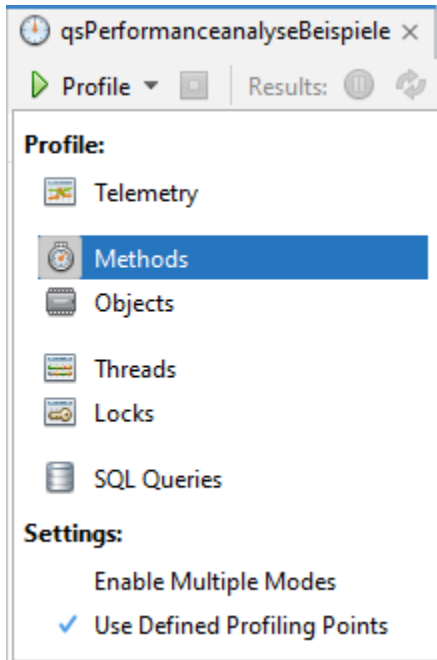 qsPerformanceanalyseBeispiele
Profile Results:
Profile:
Telemetry
Methods
Objects
Threads
Locks
SQL Queries
Settings:
Enable Multiple Modes
Use Defined Profiling Points